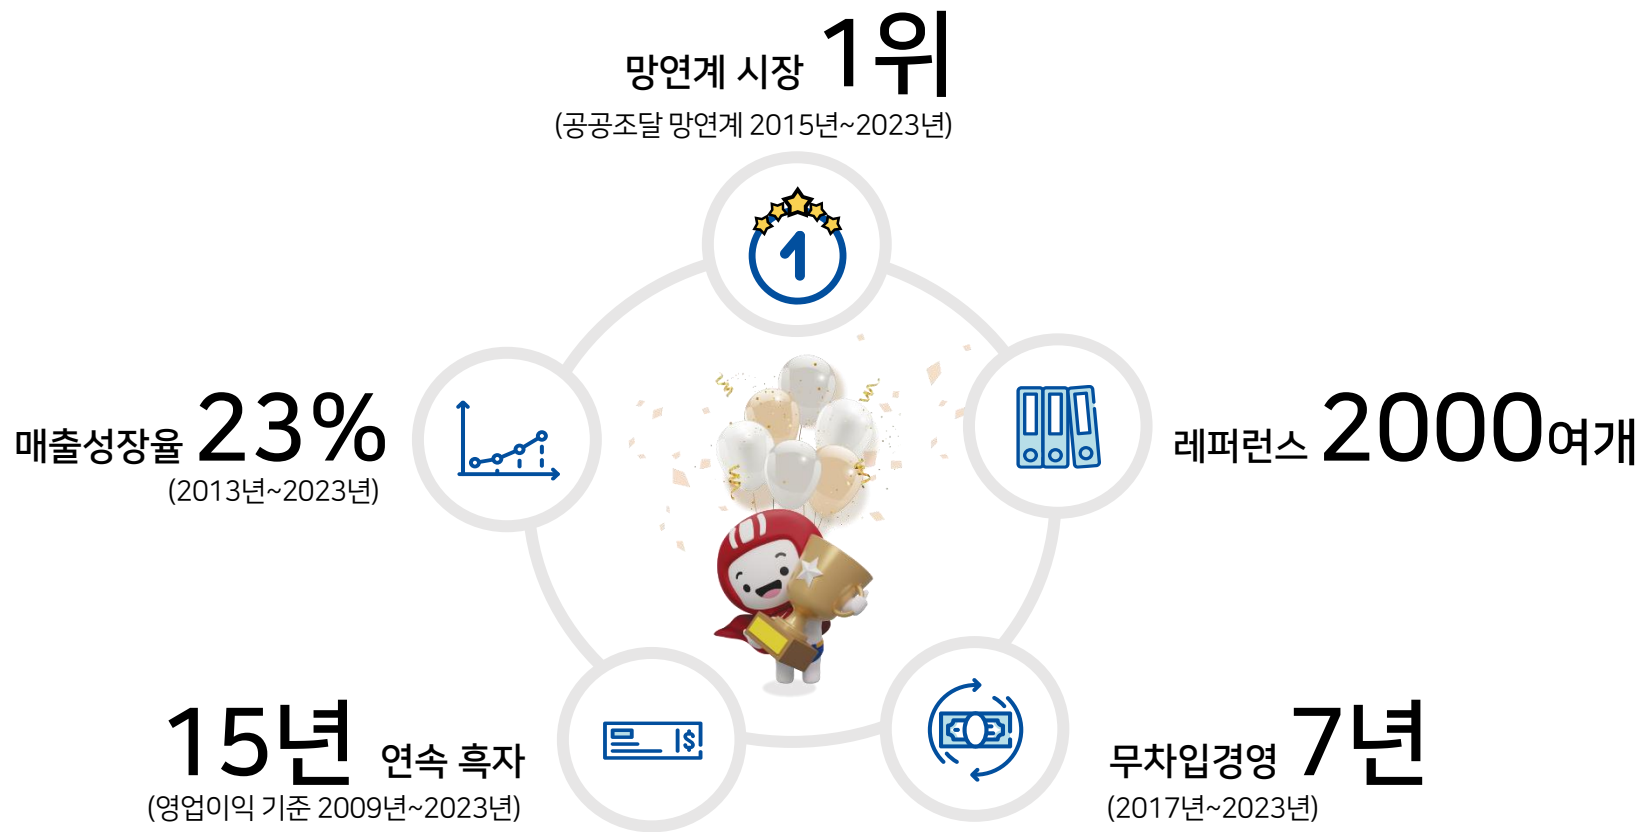 망연계 시장 1위
(공공조달 망연계 2015년~2023년)
1
매출성장율 23%
(2013년~2023년)
레퍼런스 2000여개
15년 연속 흑자
(영업이익 기준 2009년~2023년)
$
무차입경영 7년
(2017년~2023년)